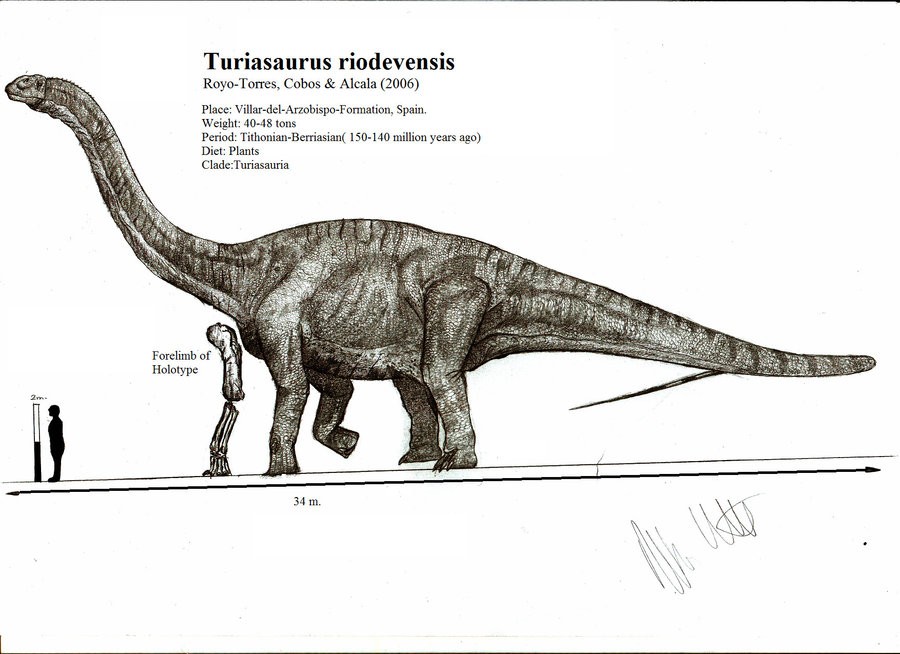 Turiasaurus riodevensis
Royo-Torres, Cobos & Alcala (2006)
Place: Villar-del-Arzobispo-Formation, Spain.
Weight: 40-48 tons
Period: Tithonian-Berriasian( 150-140 million years ago)
Diet: Plants
Clade:Turiasauria
Forelimb of
Holotype
2m.
34 m.